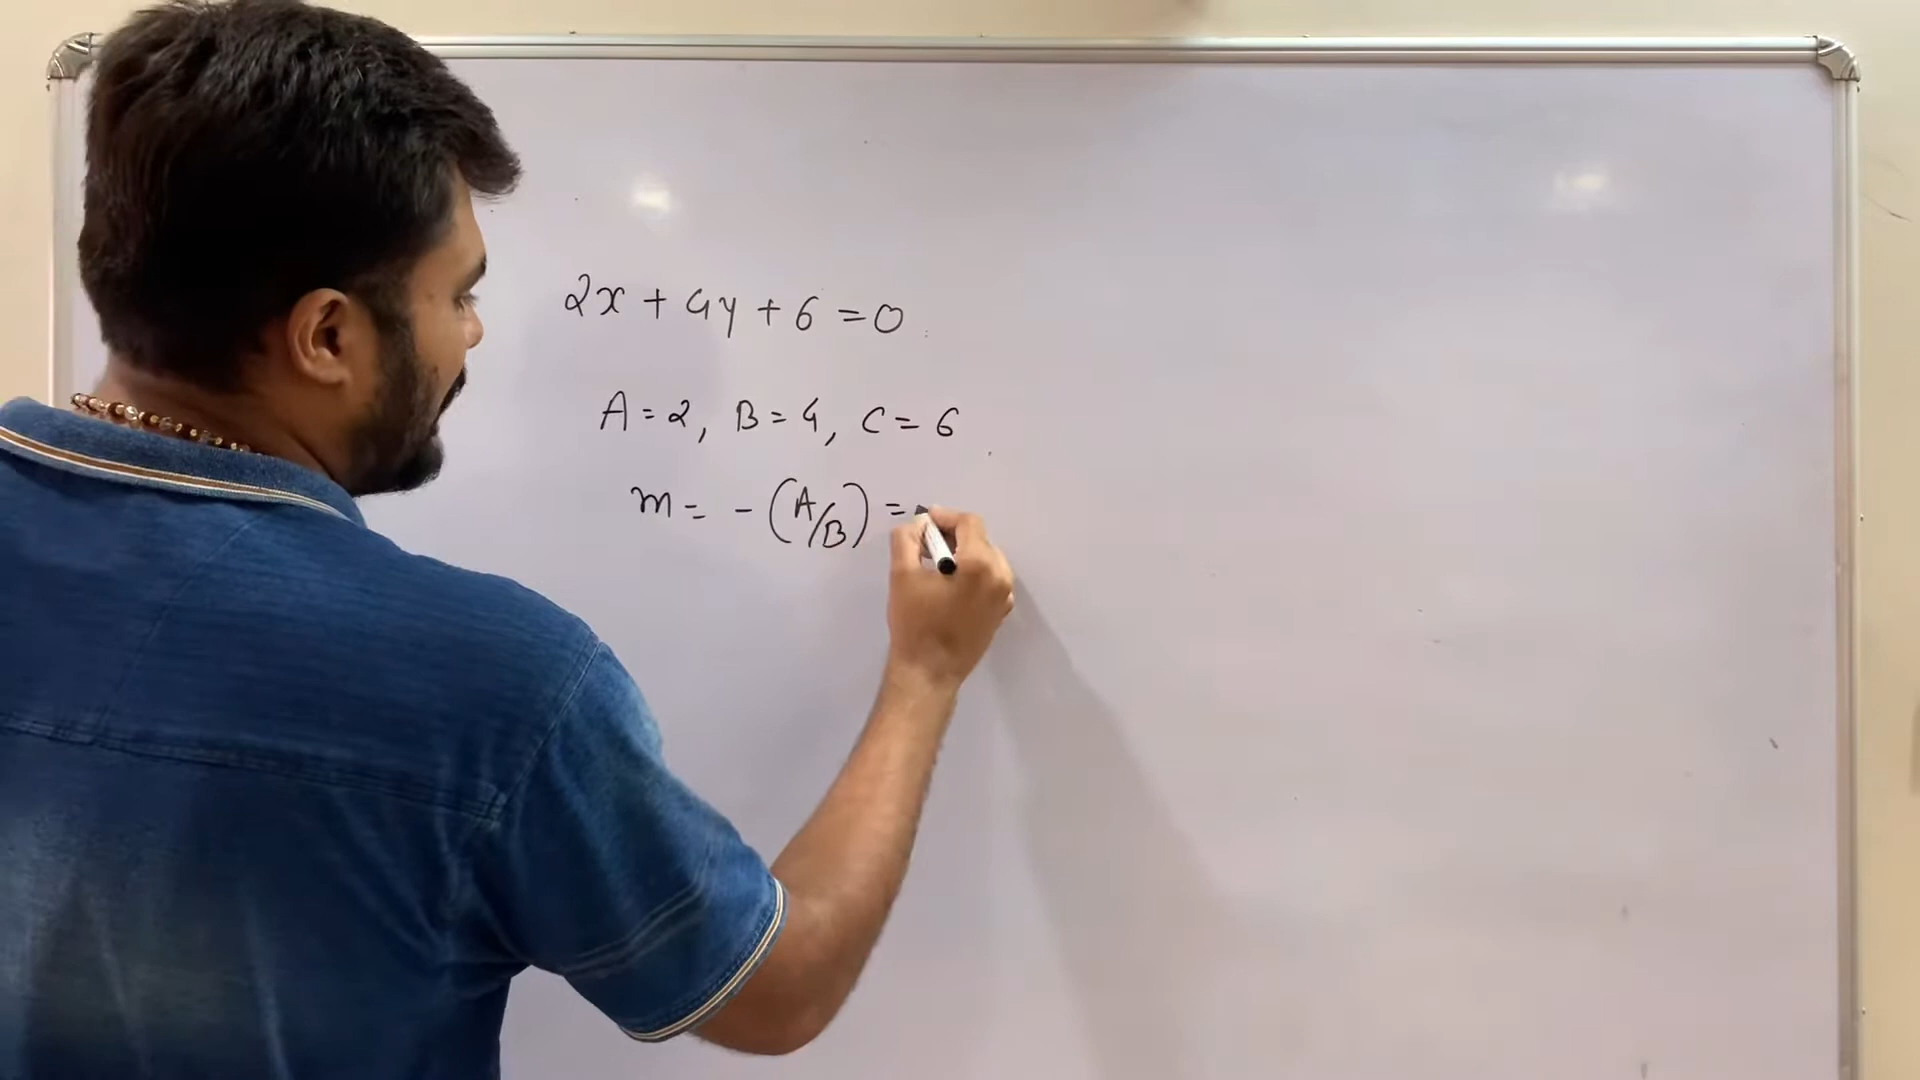 2x + 4y + 6 = 0
A = 2, B = 4, C = 6
m = - (A/B) =